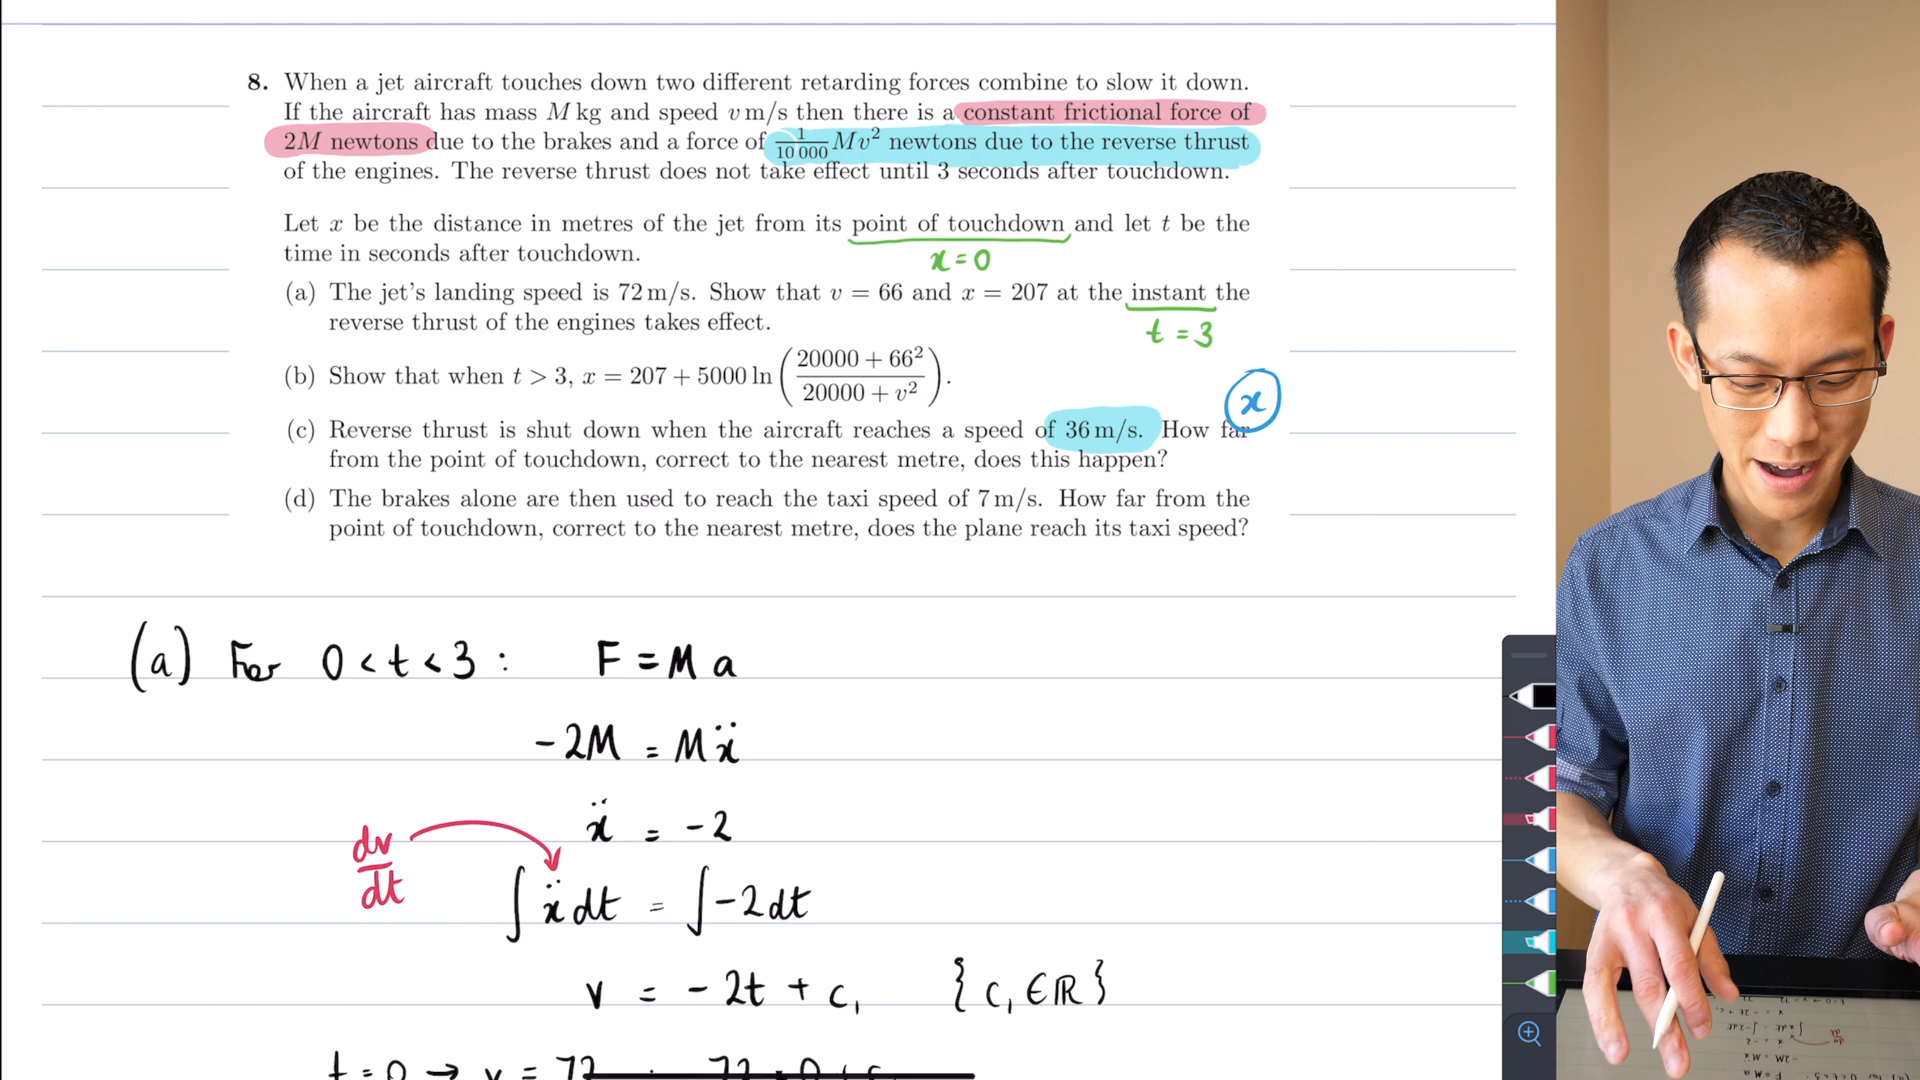 8. When a jet aircraft touches down two different retarding forces combine to slow it down.
If the aircraft has mass M kg and speed v m/s then there is a constant frictional force of
2M newtons due to the brakes and a force of 1/10 000 Mv² newtons due to the reverse thrust
of the engines. The reverse thrust does not take effect until 3 seconds after touchdown.
Let x be the distance in metres of the jet from its point of touchdown and let t be the
time in seconds after touchdown.
x = 0
(a) The jet's landing speed is 72 m/s. Show that v = 66 and x = 207 at the instant the
reverse thrust of the engines takes effect.
t = 3
(b) Show that when t > 3, x = 207 + 5000 ln ( (20000 + 66²) / (20000 + v²) ).
x
(c) Reverse thrust is shut down when the aircraft reaches a speed of 36 m/s. How far
from the point of touchdown, correct to the nearest metre, does this happen?
(d) The brakes alone are then used to reach the taxi speed of 7 m/s. How far from the
point of touchdown, correct to the nearest metre, does the plane reach its taxi speed?
(a) For 0 < t < 3 : F = M a
-2M = Mẍ
ẍ = -2
dv/dt
∫ ẍ dt = ∫ -2 dt
v = -2t + c₁ { c₁ ∈ ℝ }
t = 0 → v = 72